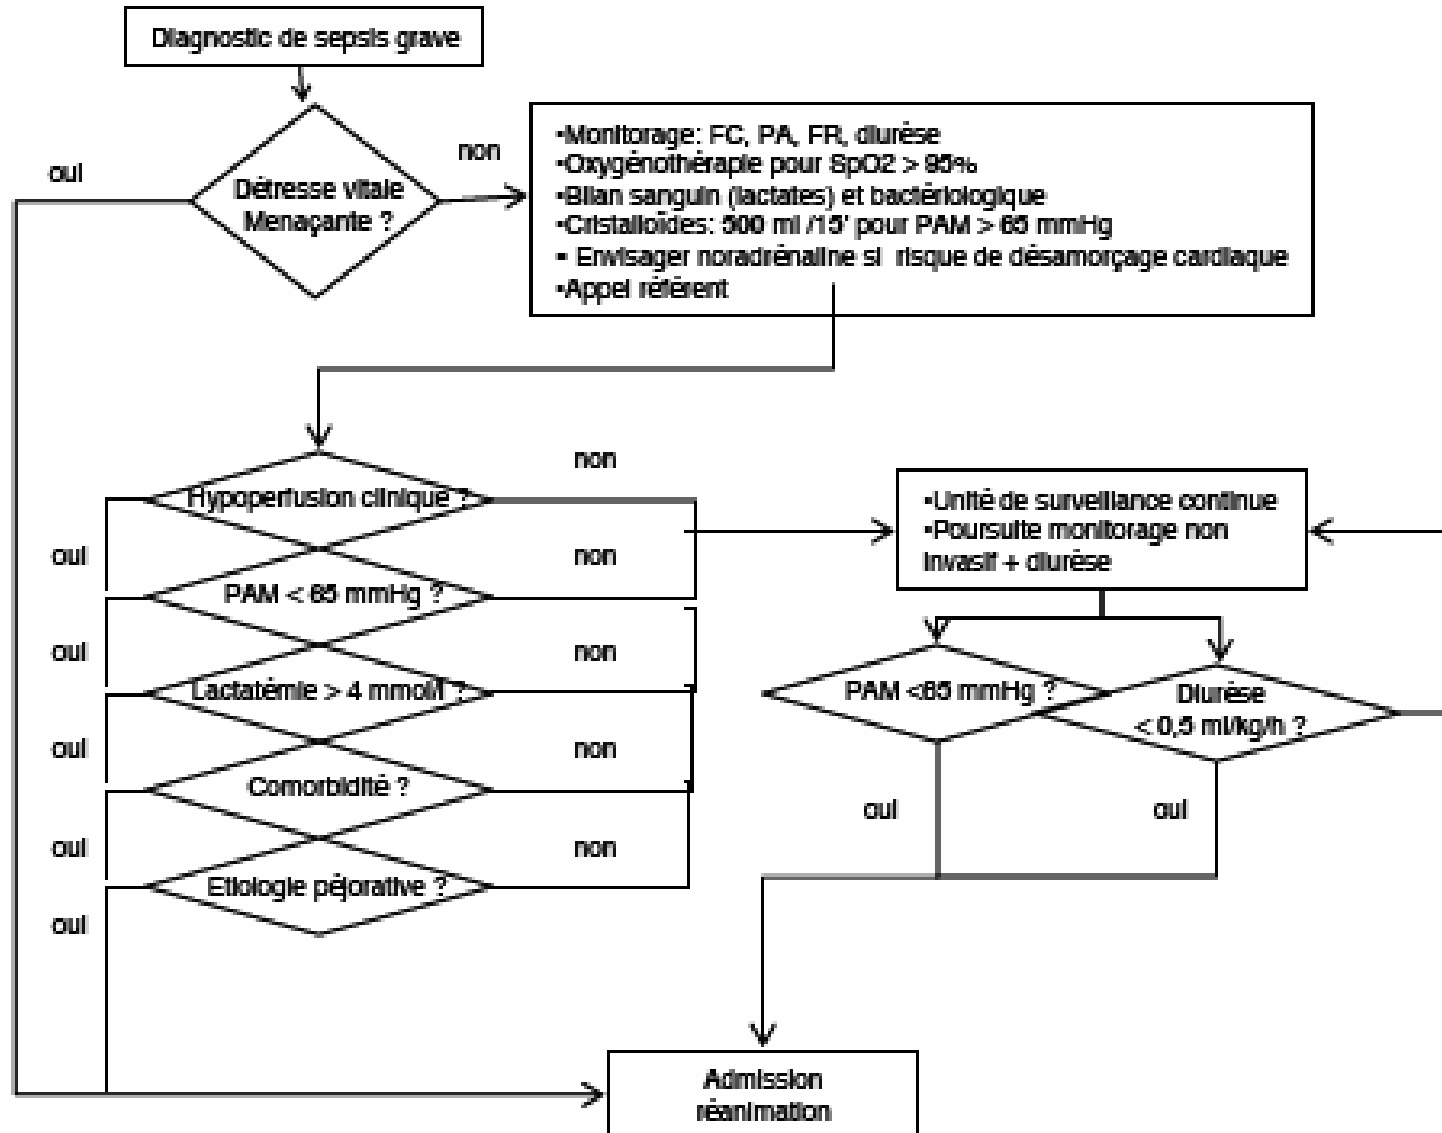 Diagnostic de sepsis grave
oui
non
Détresse vitale
Menaçante ?
•Monitorage: FC, PA, FR, diurèse
•Oxygénothérapie pour SpO2 > 95%
•Bilan sanguin (lactates) et bactériologique
•Cristalloïdes: 500 ml /15' pour PAM > 65 mmHg
• Envisager noradrénaline si risque de désamorçage cardiaque
•Appel référent
Hypoperfusion clinique ?
non
oui
PAM < 65 mmHg ?
non
oui
Lactatémie > 4 mmol/l ?
non
oui
Comorbidité ?
non
oui
Etiologie péjorative ?
non
oui
•Unité de surveillance continue
•Poursuite monitorage non
invasif + diurèse
PAM <65 mmHg ?
Diurèse
< 0,5 ml/kg/h ?
oui
oui
Admission
réanimation